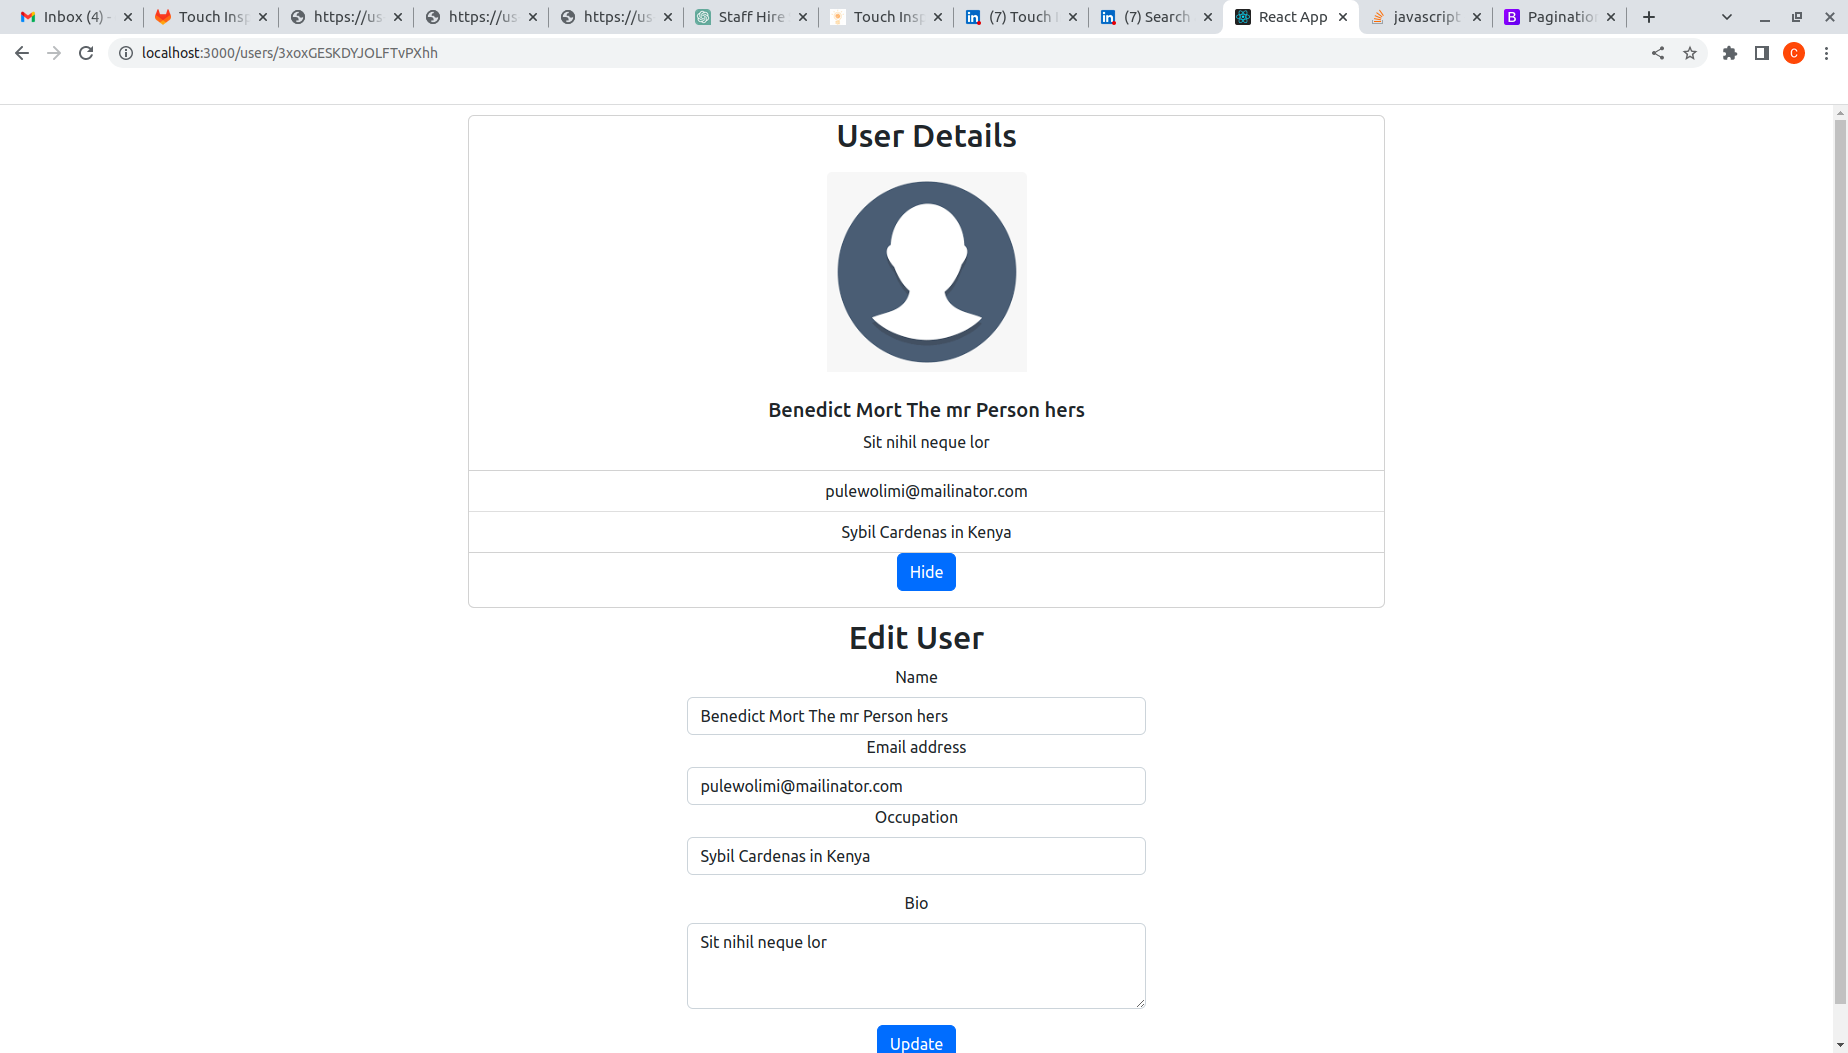 Inbox (4) -
Touch Insp
https://us
https://us
https://us
Staff Hire
Touch Insp
(7) Touch
(7) Search
React App
javascript
Pagination
localhost:3000/users/3xoxGESKDYJOLFTvPXhh
C
User Details
Benedict Mort The mr Person hers
Sit nihil neque lor
pulewolimi@mailinator.com
Sybil Cardenas in Kenya
Hide
Edit User
Name
Benedict Mort The mr Person hers
Email address
pulewolimi@mailinator.com
Occupation
Sybil Cardenas in Kenya
Bio
Sit nihil neque lor
Update